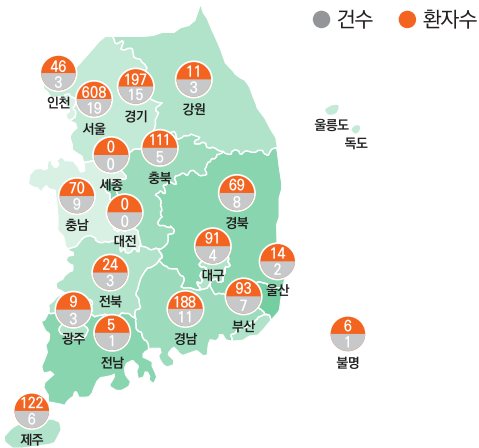 건수 환자수
46
3
인천
608
19
서울
197
15
경기
11
3
강원
울릉도
독도
0
0
세종
111
5
충북
70
9
충남
0
0
대전
69
8
경북
91
4
대구
14
2
울산
24
3
전북
9
3
광주
5
1
전남
188
11
경남
93
7
부산
6
1
불명
122
6
제주